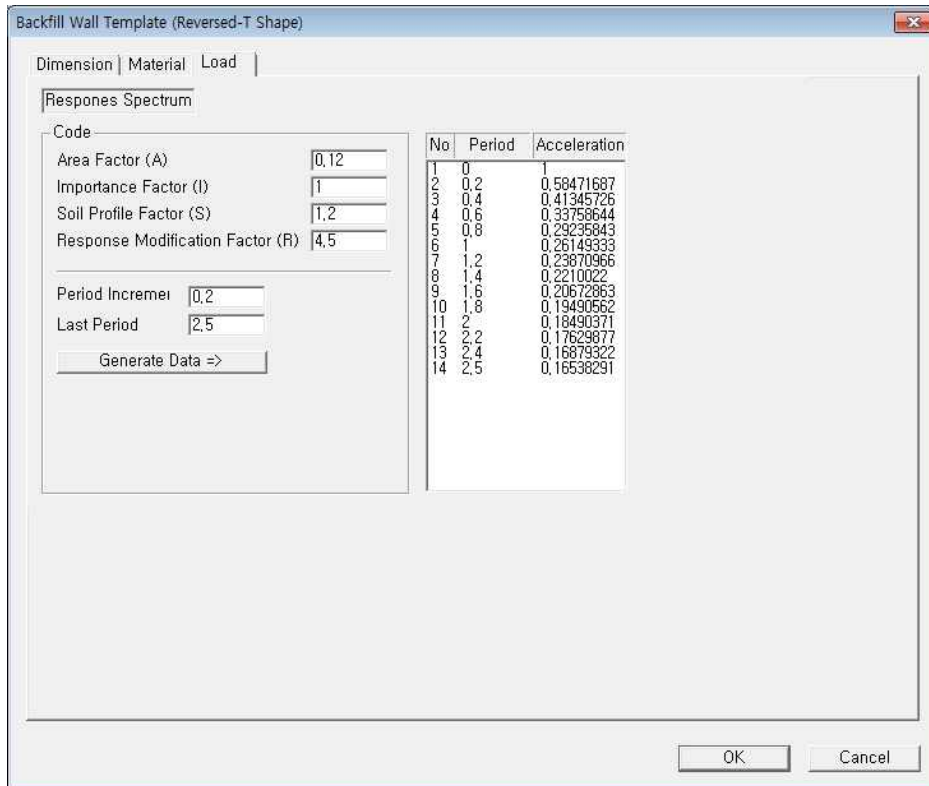 Backfill Wall Template (Reversed-T Shape)
Dimension Material Load
Respones Spectrum
Code
Area Factor (A) 0,12
Importance Factor (I) 1
Soil Profile Factor (S) 1,2
Response Modification Factor (R) 4,5
Period Incremei 0,2
Last Period 2,5
Generate Data =>
No Period Acceleration
1 0 1
2 0,2 0,58471687
3 0,4 0,41345726
4 0,6 0,33758644
5 0,8 0,29235843
6 1 0,26149333
7 1,2 0,23870966
8 1,4 0,2210022
9 1,6 0,20672863
10 1,8 0,19490562
11 2 0,18490371
12 2,2 0,17629877
13 2,4 0,16879322
14 2,5 0,16538291
OK Cancel